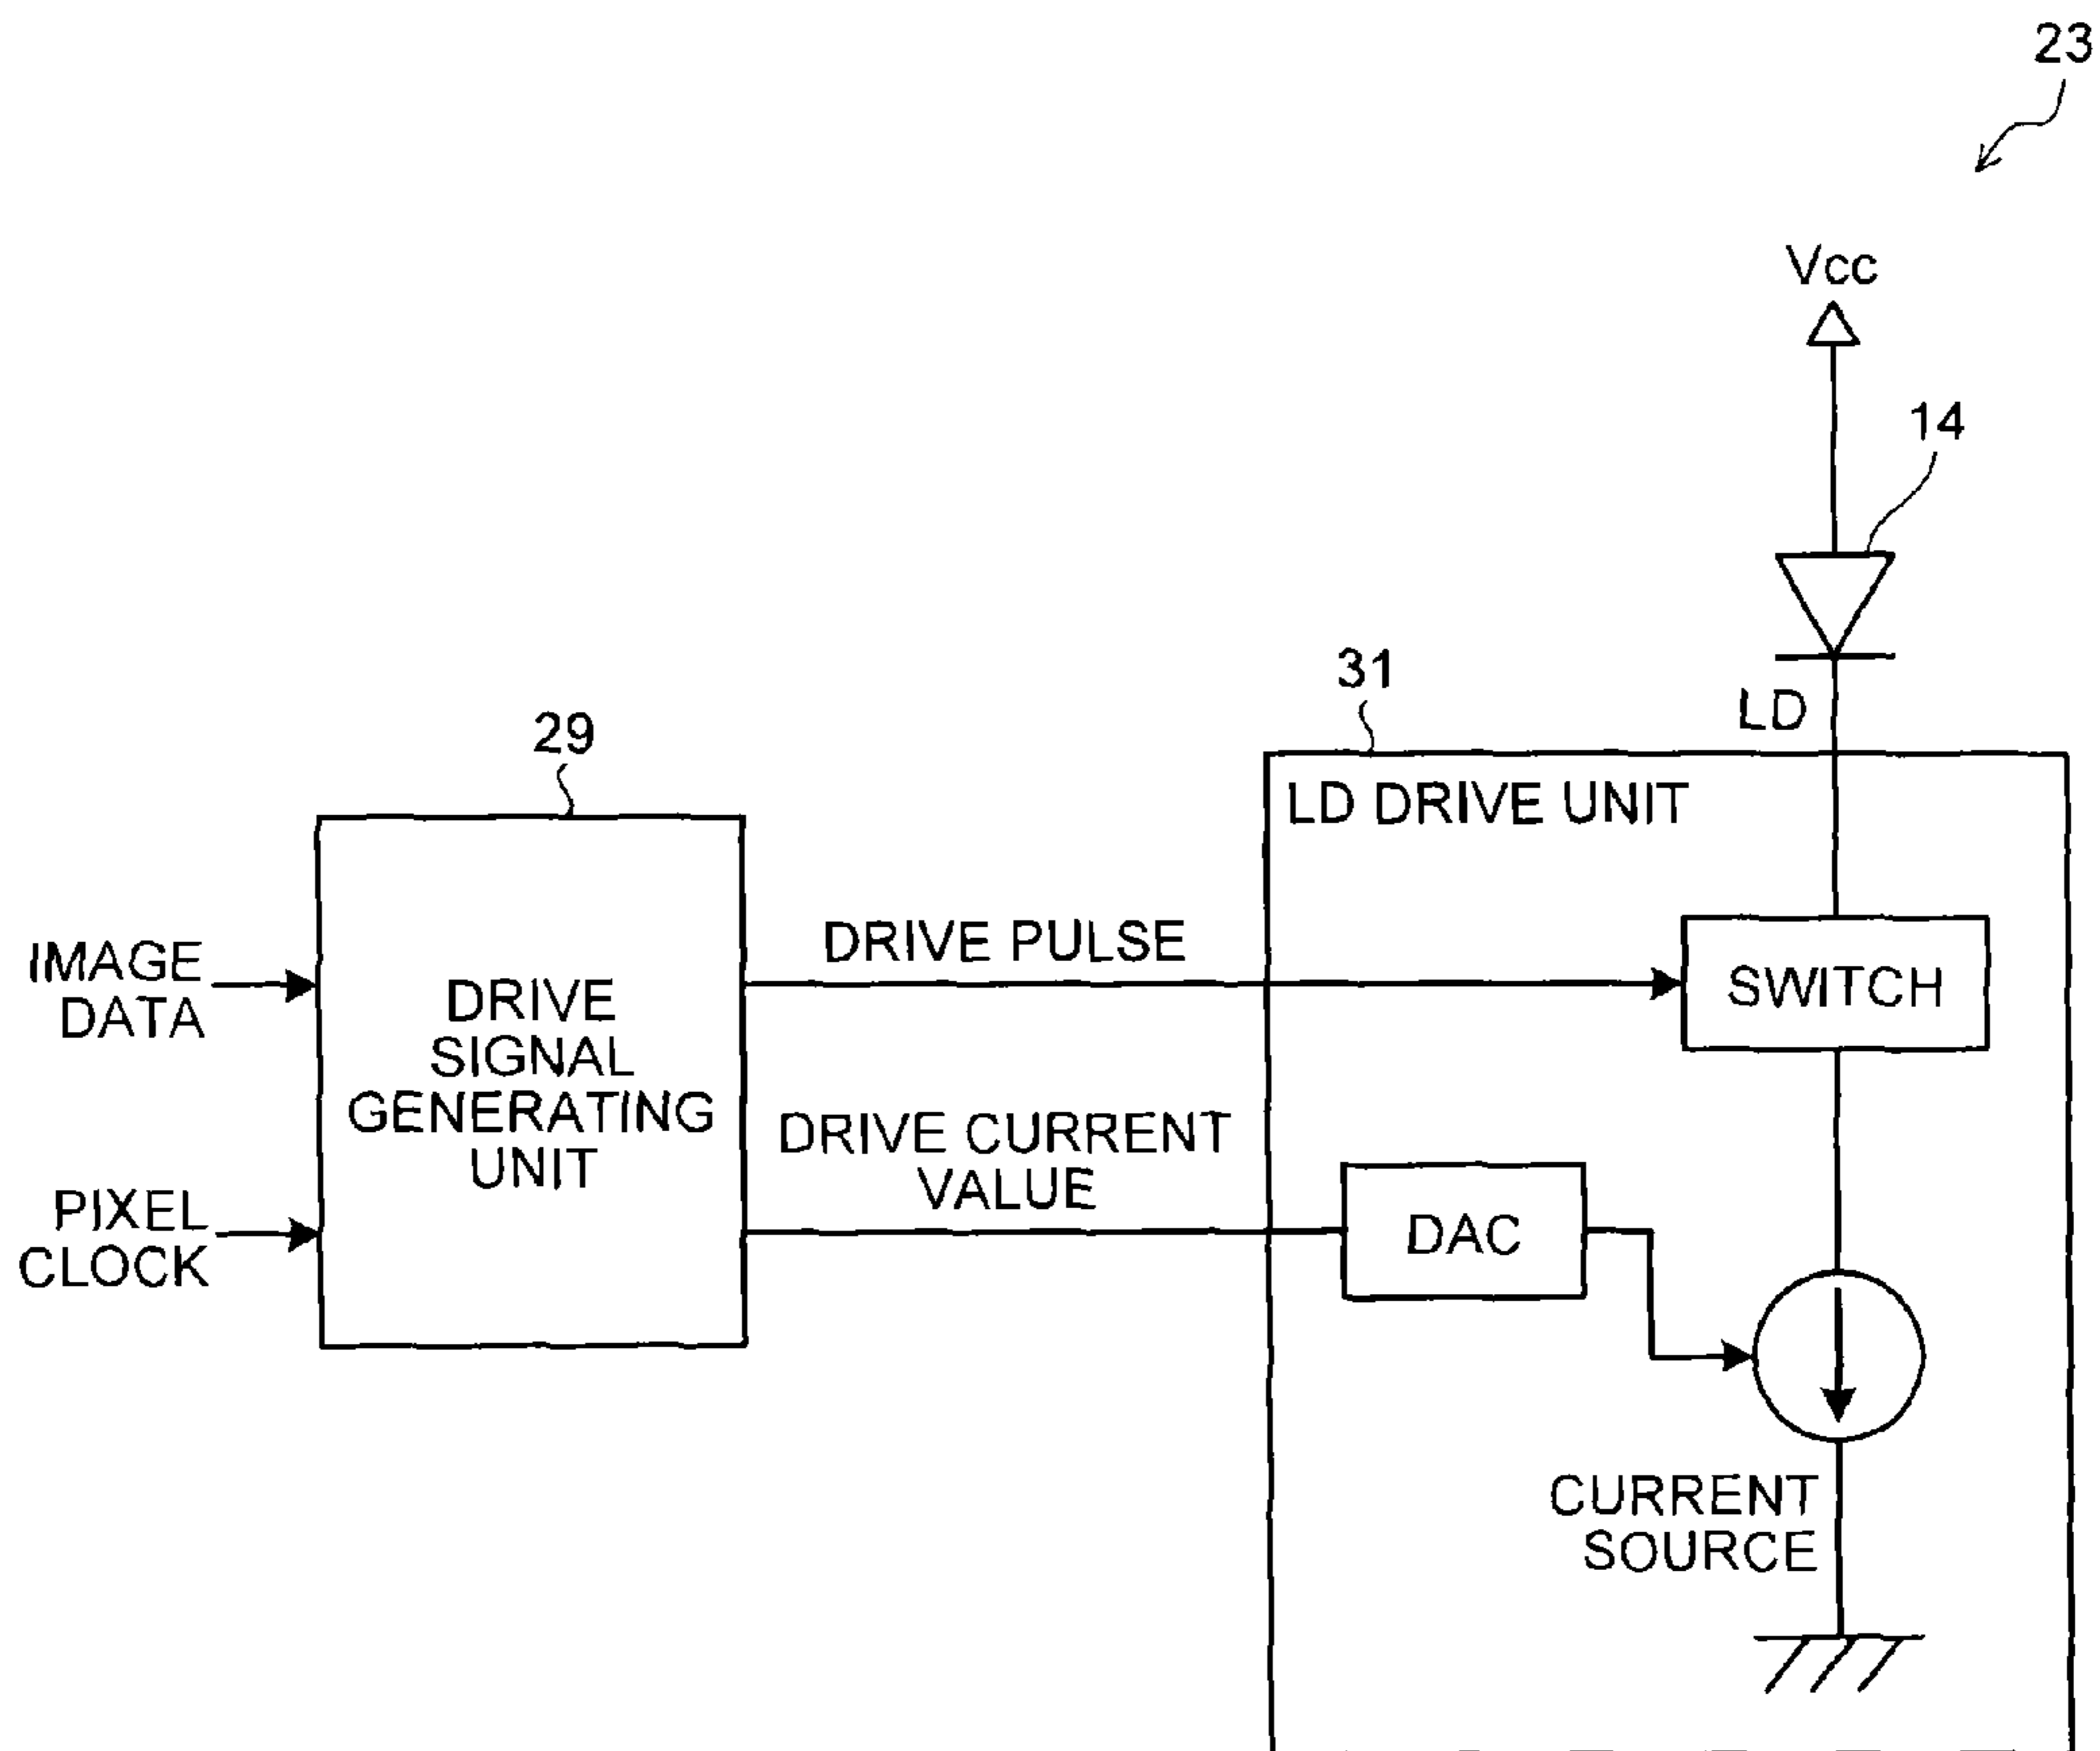 23
Vcc
14
LD
31
LD DRIVE UNIT
29
DRIVE PULSE
SWITCH
IMAGE
DATA
DRIVE
SIGNAL
GENERATING
UNIT
DRIVE CURRENT
VALUE
DAC
PIXEL
CLOCK
CURRENT
SOURCE